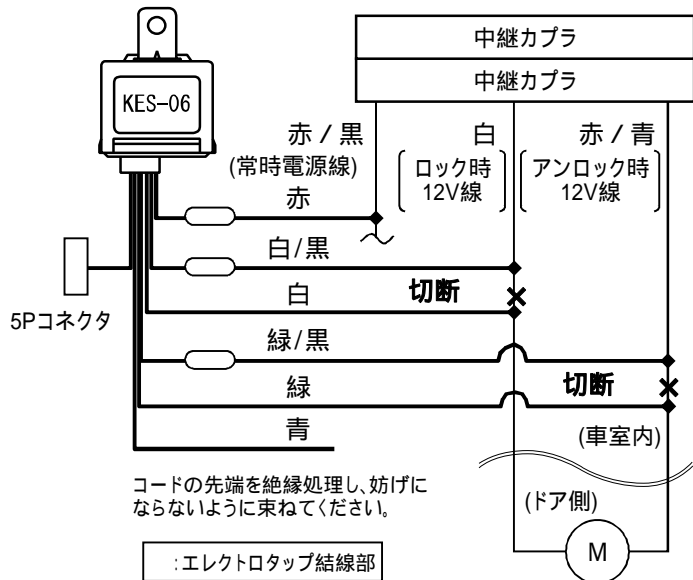 中継カプラ
中継カプラ
KES-06
赤 / 黒
(常時電源線)
白
ロック時
12V線
赤 / 青
アンロック時
12V線
赤
白/黒
白
切断
5Pコネクタ
緑/黒
緑
切断
青
(車室内)
コードの先端を絶縁処理し、妨げに
ならないように束ねてください。
(ドア側)
:エレクトロタップ結線部
M